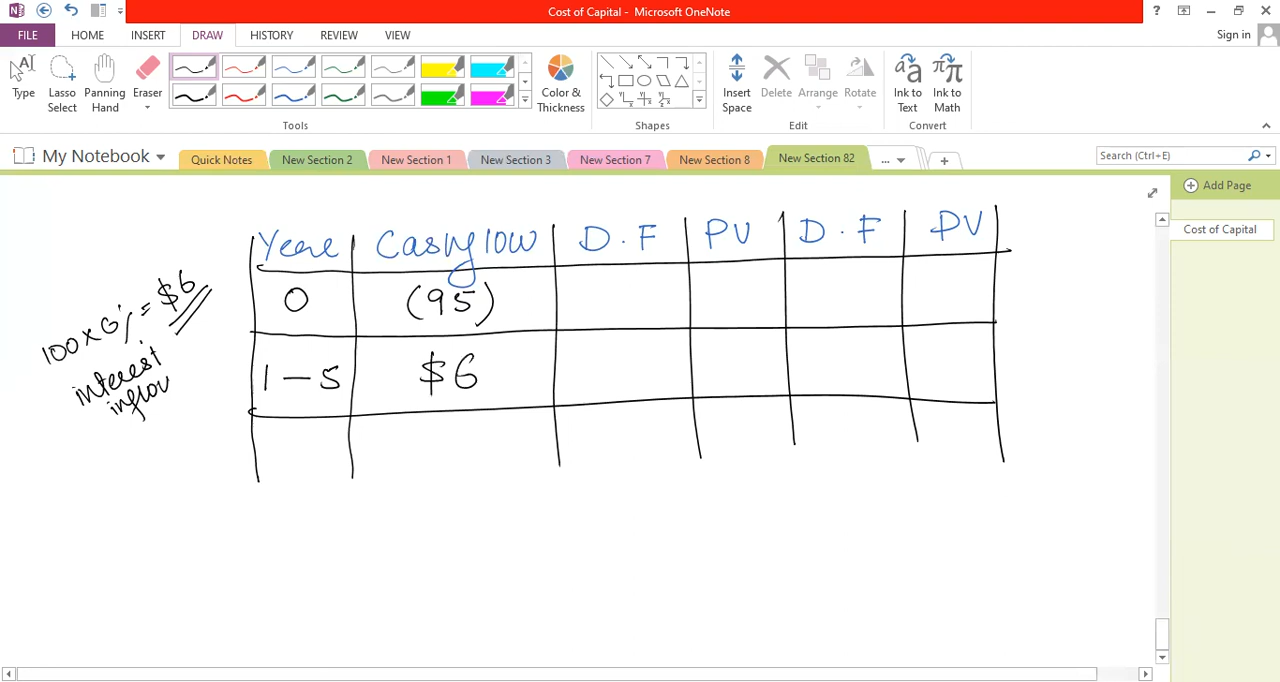 Cost of Capital - Microsoft OneNote
?
FILE HOME INSERT DRAW HISTORY REVIEW VIEW
Sign in
Type
Lasso Select
Panning Hand
Eraser
Color & Thickness
Insert Space
Delete
Arrange
Rotate
Ink to Text
Ink to Math
Tools
Shapes
Edit
Convert
My Notebook
Quick Notes
New Section 2
New Section 1
New Section 3
New Section 7
New Section 8
New Section 82
...
Search (Ctrl+E)
Add Page
Cost of Capital
Year Cashflow D.F PV D.F PV
0 (95)
1-5 $6
100x6% = $6
interest
inflow